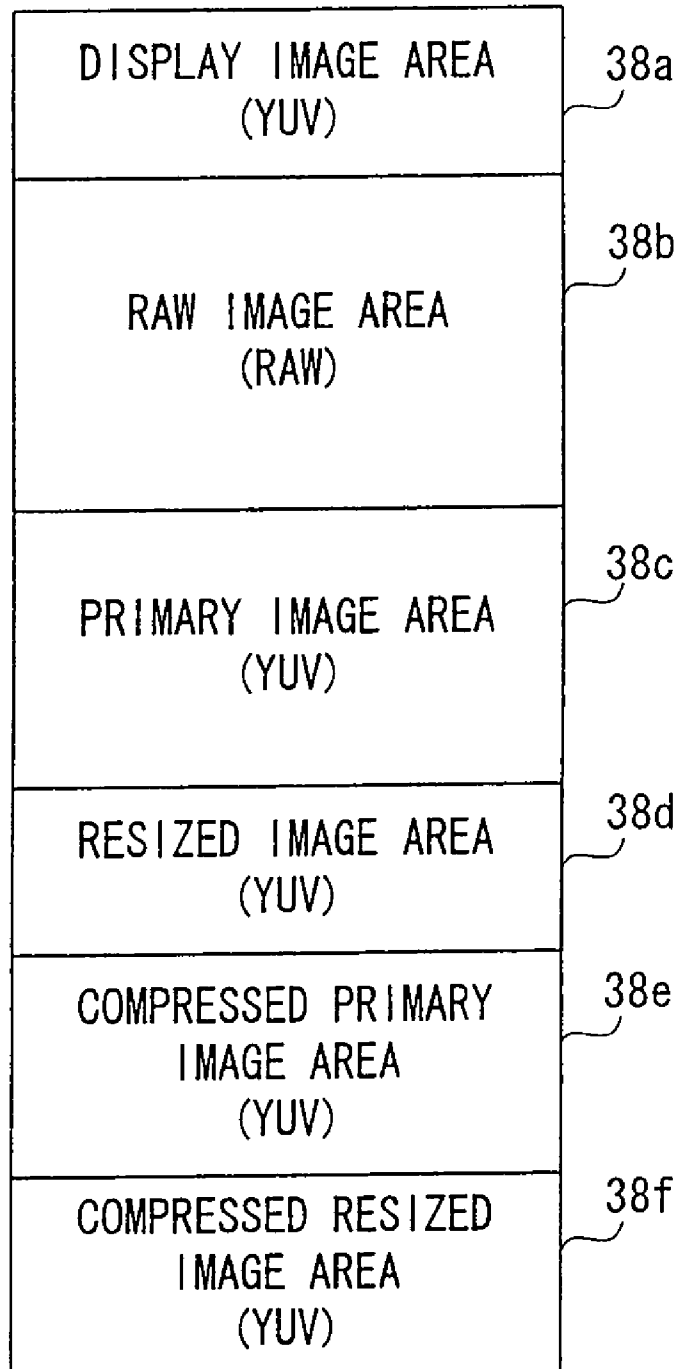 DISPLAY IMAGE AREA
(YUV)
38a
RAW IMAGE AREA
(RAW)
38b
PRIMARY IMAGE AREA
(YUV)
38c
RESIZED IMAGE AREA
(YUV)
38d
COMPRESSED PRIMARY
IMAGE AREA
(YUV)
38e
COMPRESSED RESIZED
IMAGE AREA
(YUV)
38f